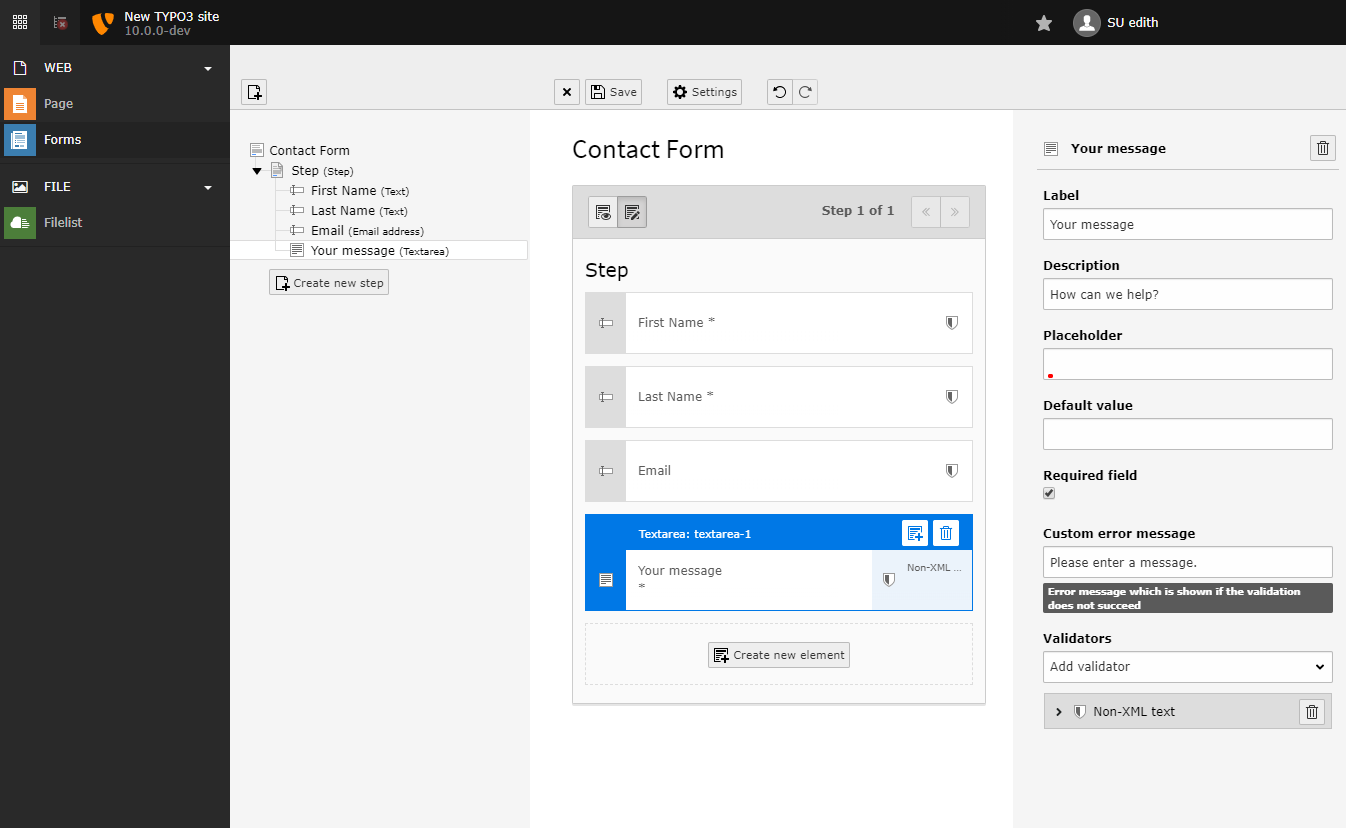 New TYPO3 site
10.0.0-dev
SU edith
WEB
Page
Forms
FILE
Filelist
Save
Settings
Contact Form
Step (Step)
First Name (Text)
Last Name (Text)
Email (Email address)
Your message (Textarea)
Create new step
Contact Form
Step 1 of 1
Step
First Name *
Last Name *
Email
Textarea: textarea-1
Your message
*
Non-XML ...
Create new element
Your message
Label
Your message
Description
How can we help?
Placeholder
Default value
Required field
Custom error message
Please enter a message.
Error message which is shown if the validation
does not succeed
Validators
Add validator
Non-XML text